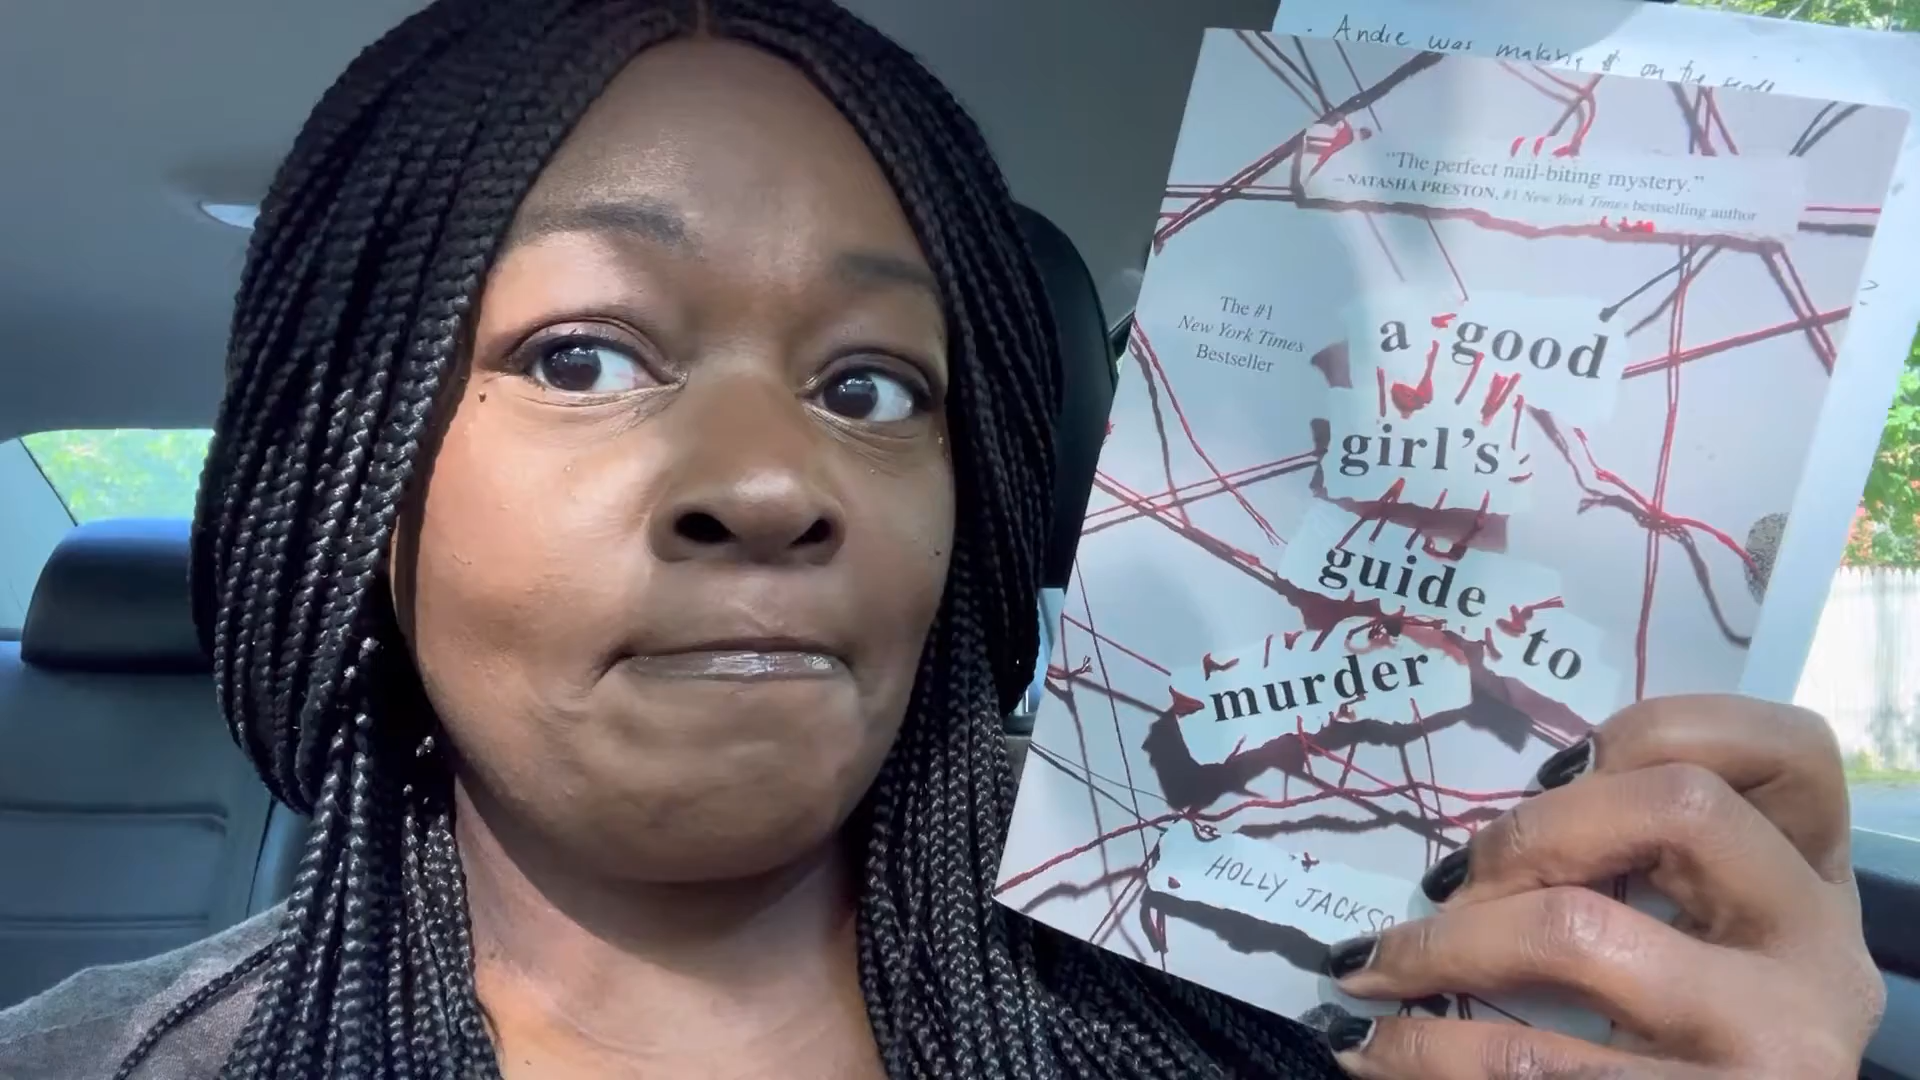 Andie was making $ on the
"The perfect nail-biting mystery."
—NATASHA PRESTON, #1 New York Times bestselling author
The #1
New York Times
Bestseller
a good
girl's
guide to
murder
HOLLY JACKSO